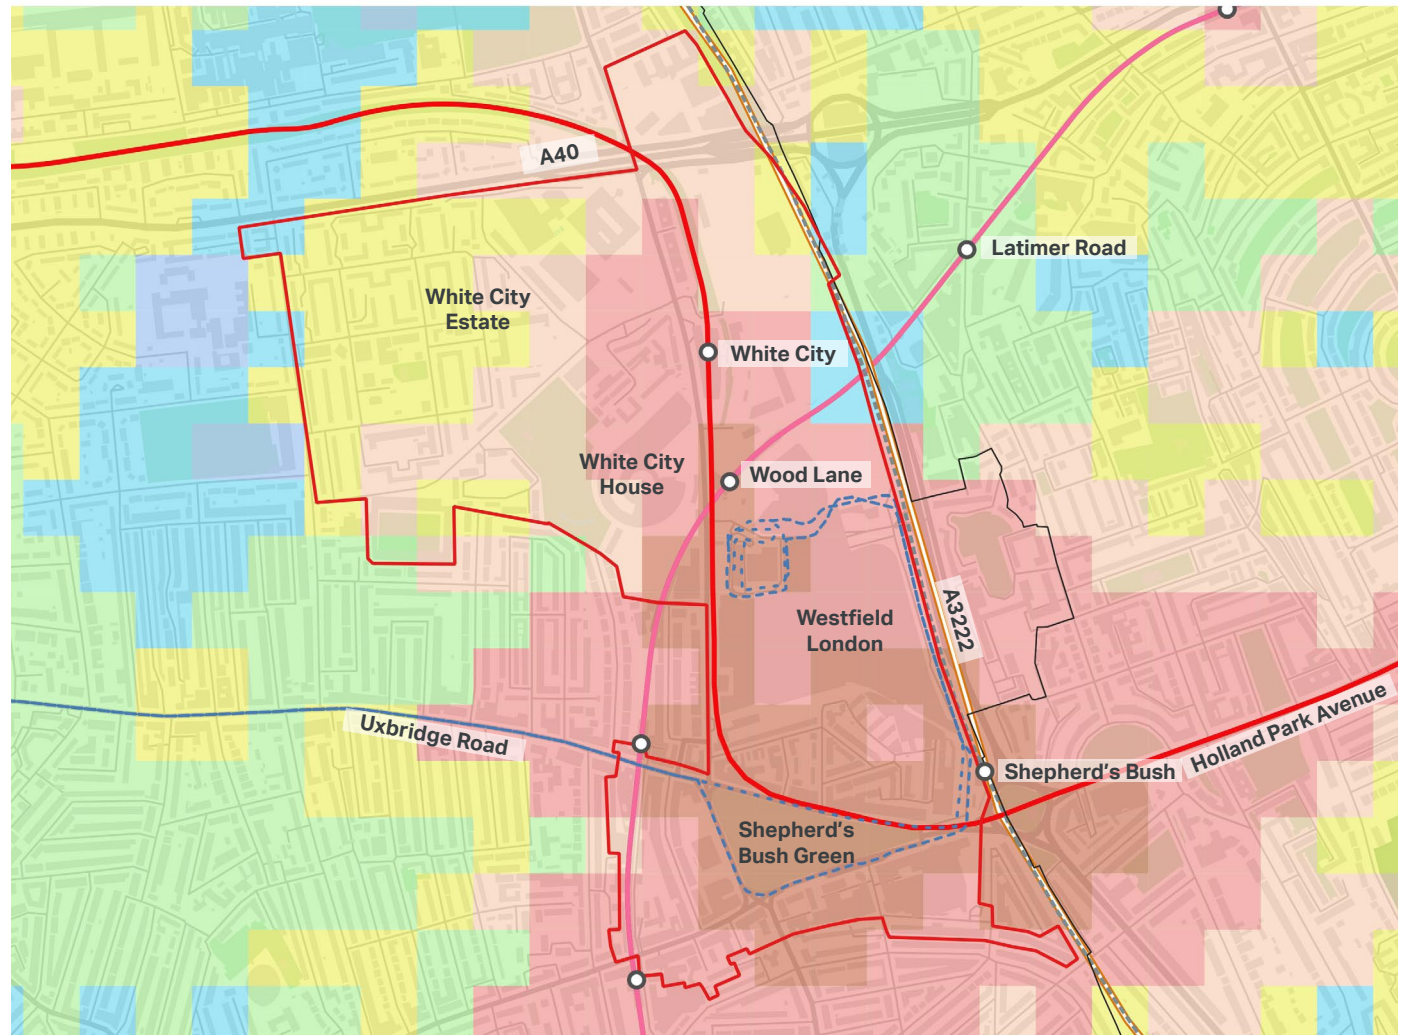 A40
Latimer Road
White City
Estate
White City
White City
House
Wood Lane
A3222
Westfield
London
Uxbridge Road
Holland Park Avenue
Shepherd's Bush
Shepherd's
Bush Green